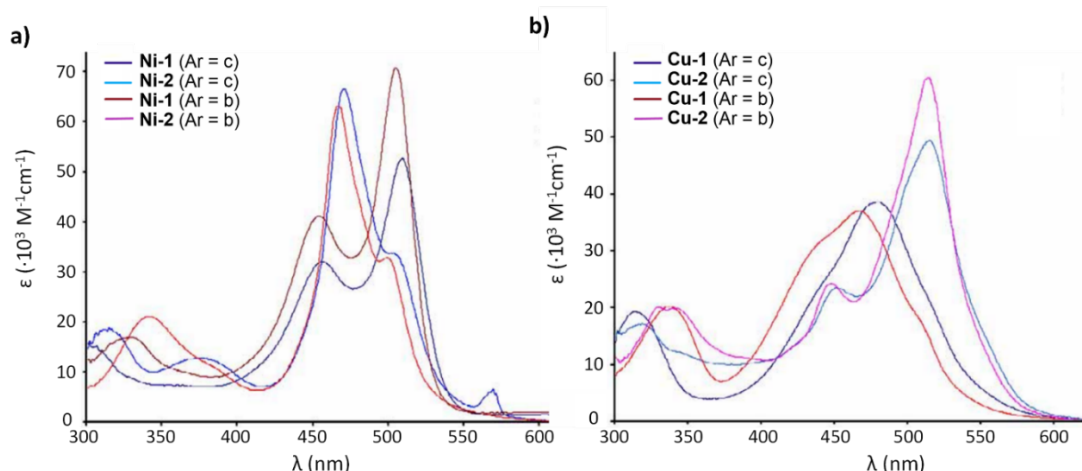 a)
Ni-1 (Ar = c)
Ni-2 (Ar = c)
Ni-1 (Ar = b)
Ni-2 (Ar = b)
ε (·10³ M⁻¹cm⁻¹)
70
60
50
40
30
20
10
0
300 350 400 450 500 550 600
λ (nm)
b)
Cu-1 (Ar = c)
Cu-2 (Ar = c)
Cu-1 (Ar = b)
Cu-2 (Ar = b)
ε (·10³ M⁻¹cm⁻¹)
60
50
40
30
20
10
0
300 350 400 450 500 550 600
λ (nm)